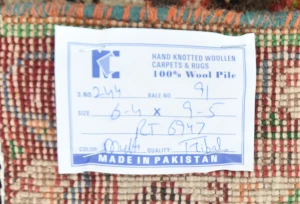 HAND KNOTTED WOOLLEN
CARPETS & RUGS
100% Wool Pile
S.NO. 244 BALE NO. 91
SIZE 6-4 X 9-5
RT 6947
COLOR Multi Tribal
MADE IN PAKISTAN